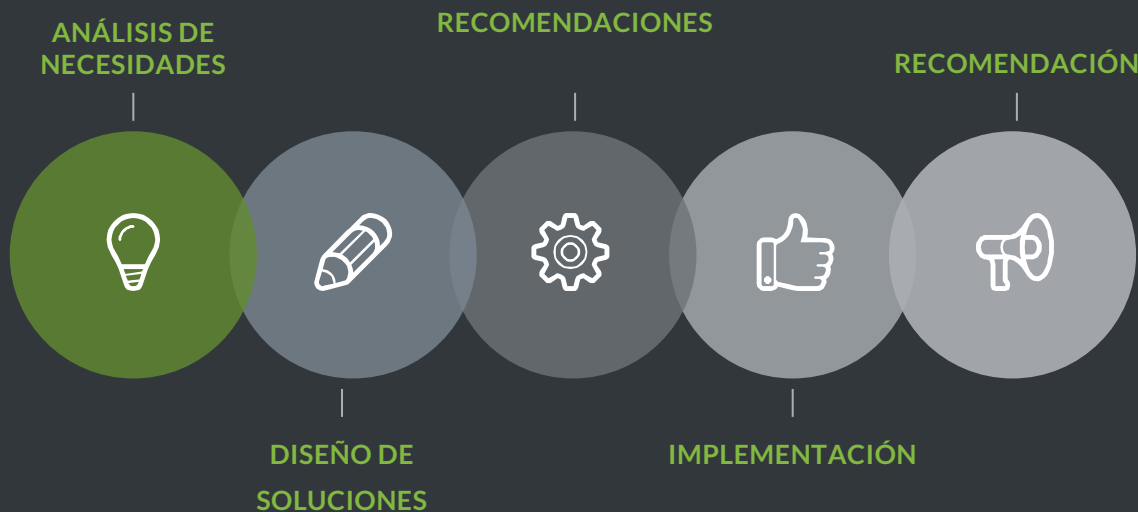 ANÁLISIS DE
NECESIDADES
DISEÑO DE
SOLUCIONES
RECOMENDACIONES
IMPLEMENTACIÓN
RECOMENDACIÓN